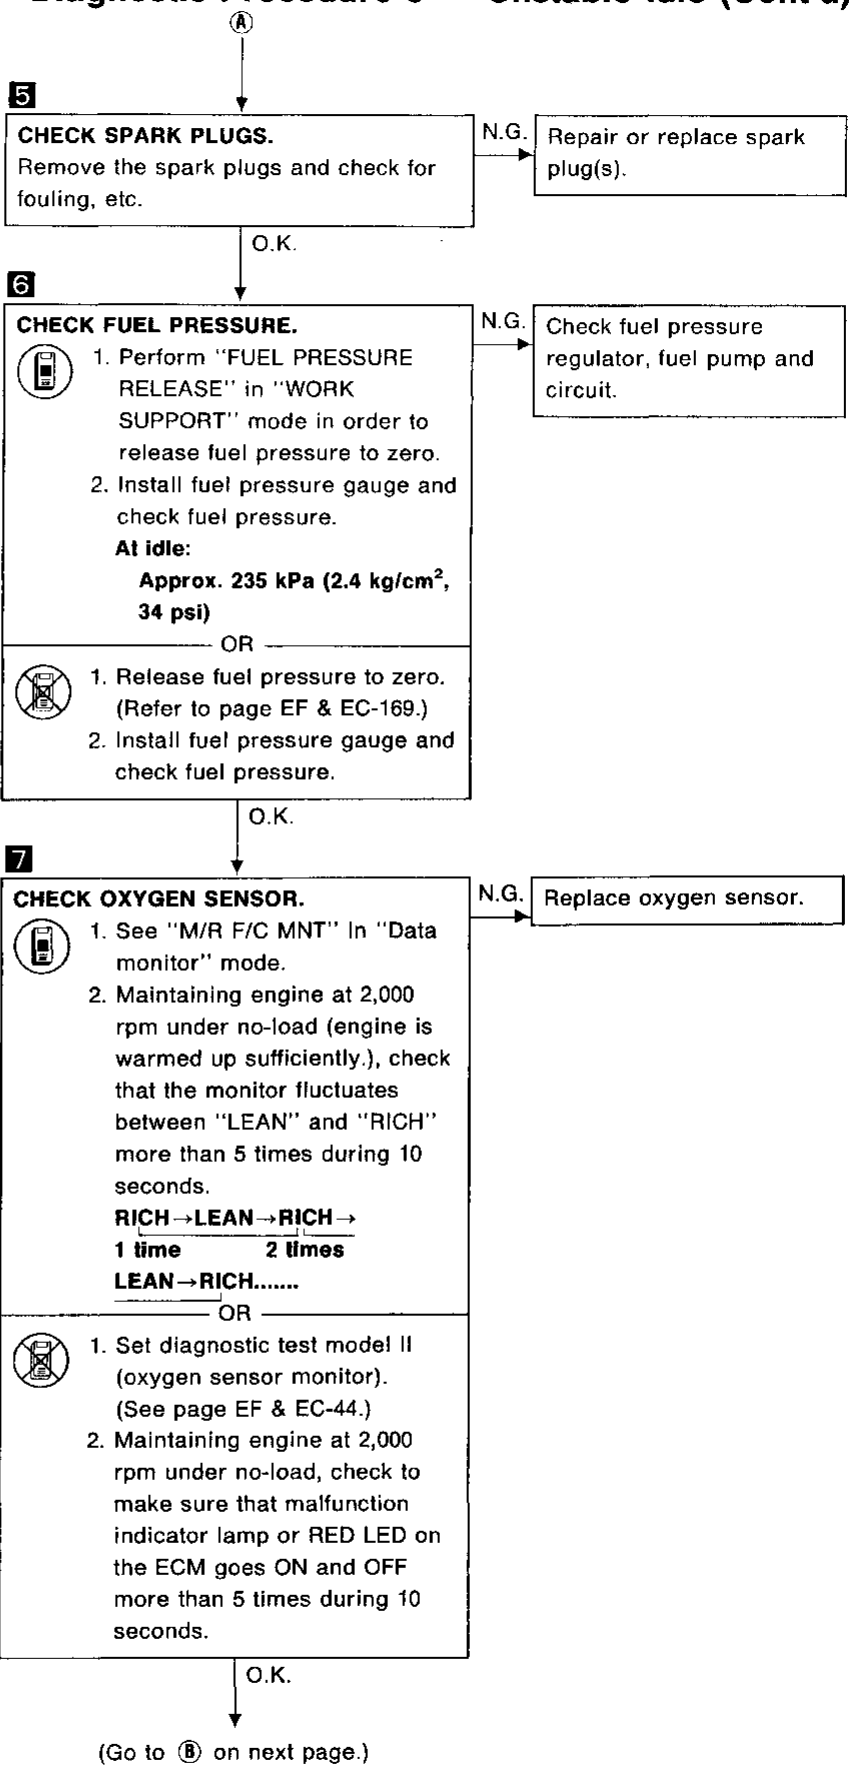 Unstable Idle (Cont'd)
A
5
CHECK SPARK PLUGS.
Remove the spark plugs and check for
fouling, etc.
N.G.
Repair or replace spark
plug(s).
O.K.
6
CHECK FUEL PRESSURE.
1. Perform "FUEL PRESSURE
RELEASE" in "WORK
SUPPORT" mode in order to
release fuel pressure to zero.
2. Install fuel pressure gauge and
check fuel pressure.
At idle:
Approx. 235 kPa (2.4 kg/cm²,
34 psi)
OR
1. Release fuel pressure to zero.
(Refer to page EF & EC-169.)
2. Install fuel pressure gauge and
check fuel pressure.
N.G.
Check fuel pressure
regulator, fuel pump and
circuit.
O.K.
7
CHECK OXYGEN SENSOR.
1. See "M/R F/C MNT" In "Data
monitor" mode.
2. Maintaining engine at 2,000
rpm under no-load (engine is
warmed up sufficiently.), check
that the monitor fluctuates
between "LEAN" and "RICH"
more than 5 times during 10
seconds.
RICH→LEAN→RICH→
1 time 2 times
LEAN→RICH.......
OR
1. Set diagnostic test model II
(oxygen sensor monitor).
(See page EF & EC-44.)
2. Maintaining engine at 2,000
rpm under no-load, check to
make sure that malfunction
indicator lamp or RED LED on
the ECM goes ON and OFF
more than 5 times during 10
seconds.
N.G.
Replace oxygen sensor.
O.K.
(Go to B on next page.)